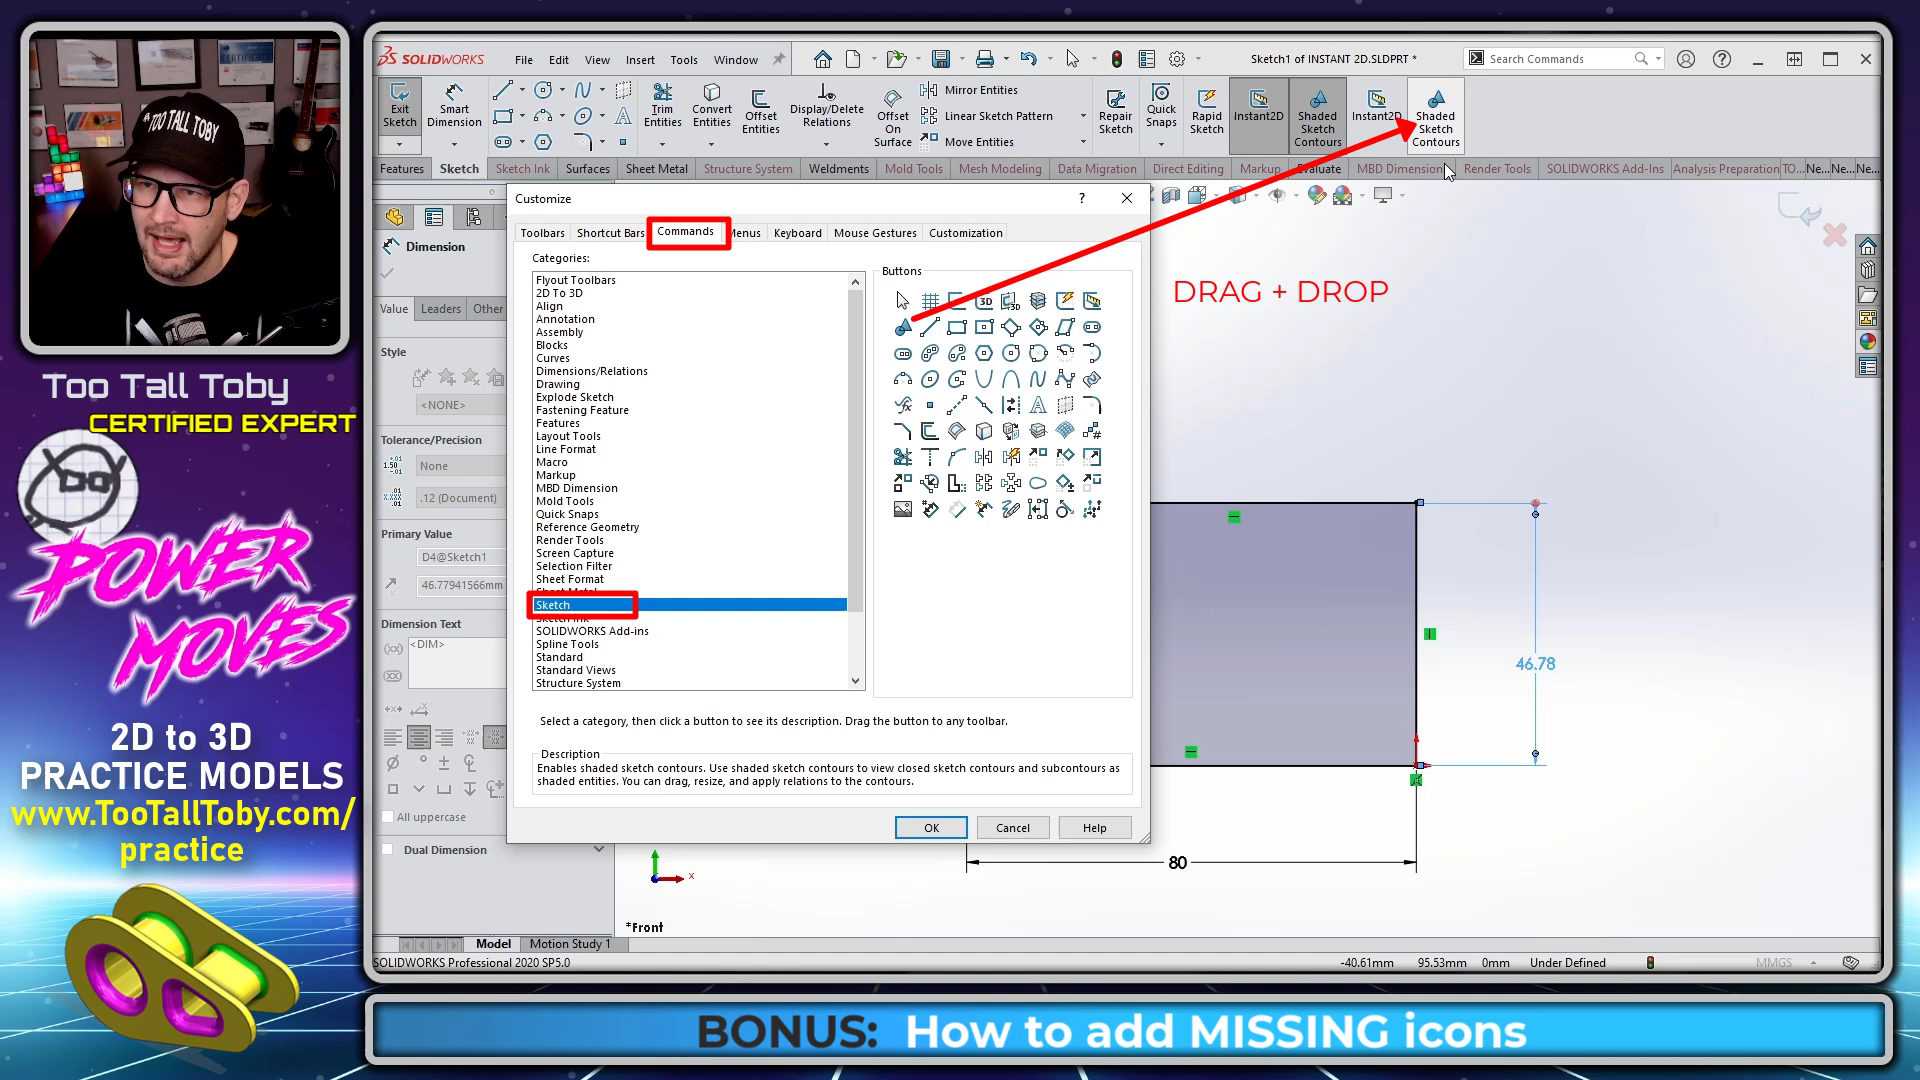 SOLIDWORKS
File Edit View Insert Tools Window
Sketch1 of INSTANT 2D.SLDPRT *
Search Commands
Exit Sketch
Smart Dimension
Trim Entities
Convert Entities
Offset Entities
Display/Delete Relations
Offset On Surface
Mirror Entities
Linear Sketch Pattern
Move Entities
Repair Sketch
Quick Snaps
Rapid Sketch
Instant2D
Shaded Sketch Contours
Instant2D
Shaded Sketch Contours
Features Sketch Sketch Ink Surfaces Sheet Metal Structure System Weldments Mold Tools Mesh Modeling Data Migration Direct Editing Markup Evaluate MBD Dimension Render Tools SOLIDWORKS Add-Ins Analysis Preparation TO... Ne... Ne... Ne...
TOO TALL TOBY
Dimension
Value Leaders Other
Style
<NONE>
Tolerance/Precision
None
.12 (Document)
Primary Value
D4@Sketch1
46.77941566mm
Dimension Text
<DIM>
All uppercase
Dual Dimension
Customize
Toolbars Shortcut Bars Commands Menus Keyboard Mouse Gestures Customization
Categories:
Flyout Toolbars
2D To 3D
Align
Annotation
Assembly
Blocks
Curves
Dimensions/Relations
Drawing
Explode Sketch
Fastening Feature
Features
Layout Tools
Line Format
Macro
Markup
MBD Dimension
Mold Tools
Quick Snaps
Reference Geometry
Render Tools
Screen Capture
Selection Filter
Sheet Format
Sheet Metal
Sketch
Sketch Ink
SOLIDWORKS Add-ins
Spline Tools
Standard
Standard Views
Structure System
Buttons
3D
Select a category, then click a button to see its description. Drag the button to any toolbar.
Description
Enables shaded sketch contours. Use shaded sketch contours to view closed sketch contours and subcontours as
shaded entities. You can drag, resize, and apply relations to the contours.
OK Cancel Help
DRAG + DROP
46.78
80
x
*Front
Model Motion Study 1
SOLIDWORKS Professional 2020 SP5.0
-40.61mm 95.53mm 0mm Under Defined
MMGS
Too Tall Toby
CERTIFIED EXPERT
POWER
MOVES
2D to 3D
PRACTICE MODELS
www.TooTallToby.com/
practice
BONUS: How to add MISSING icons